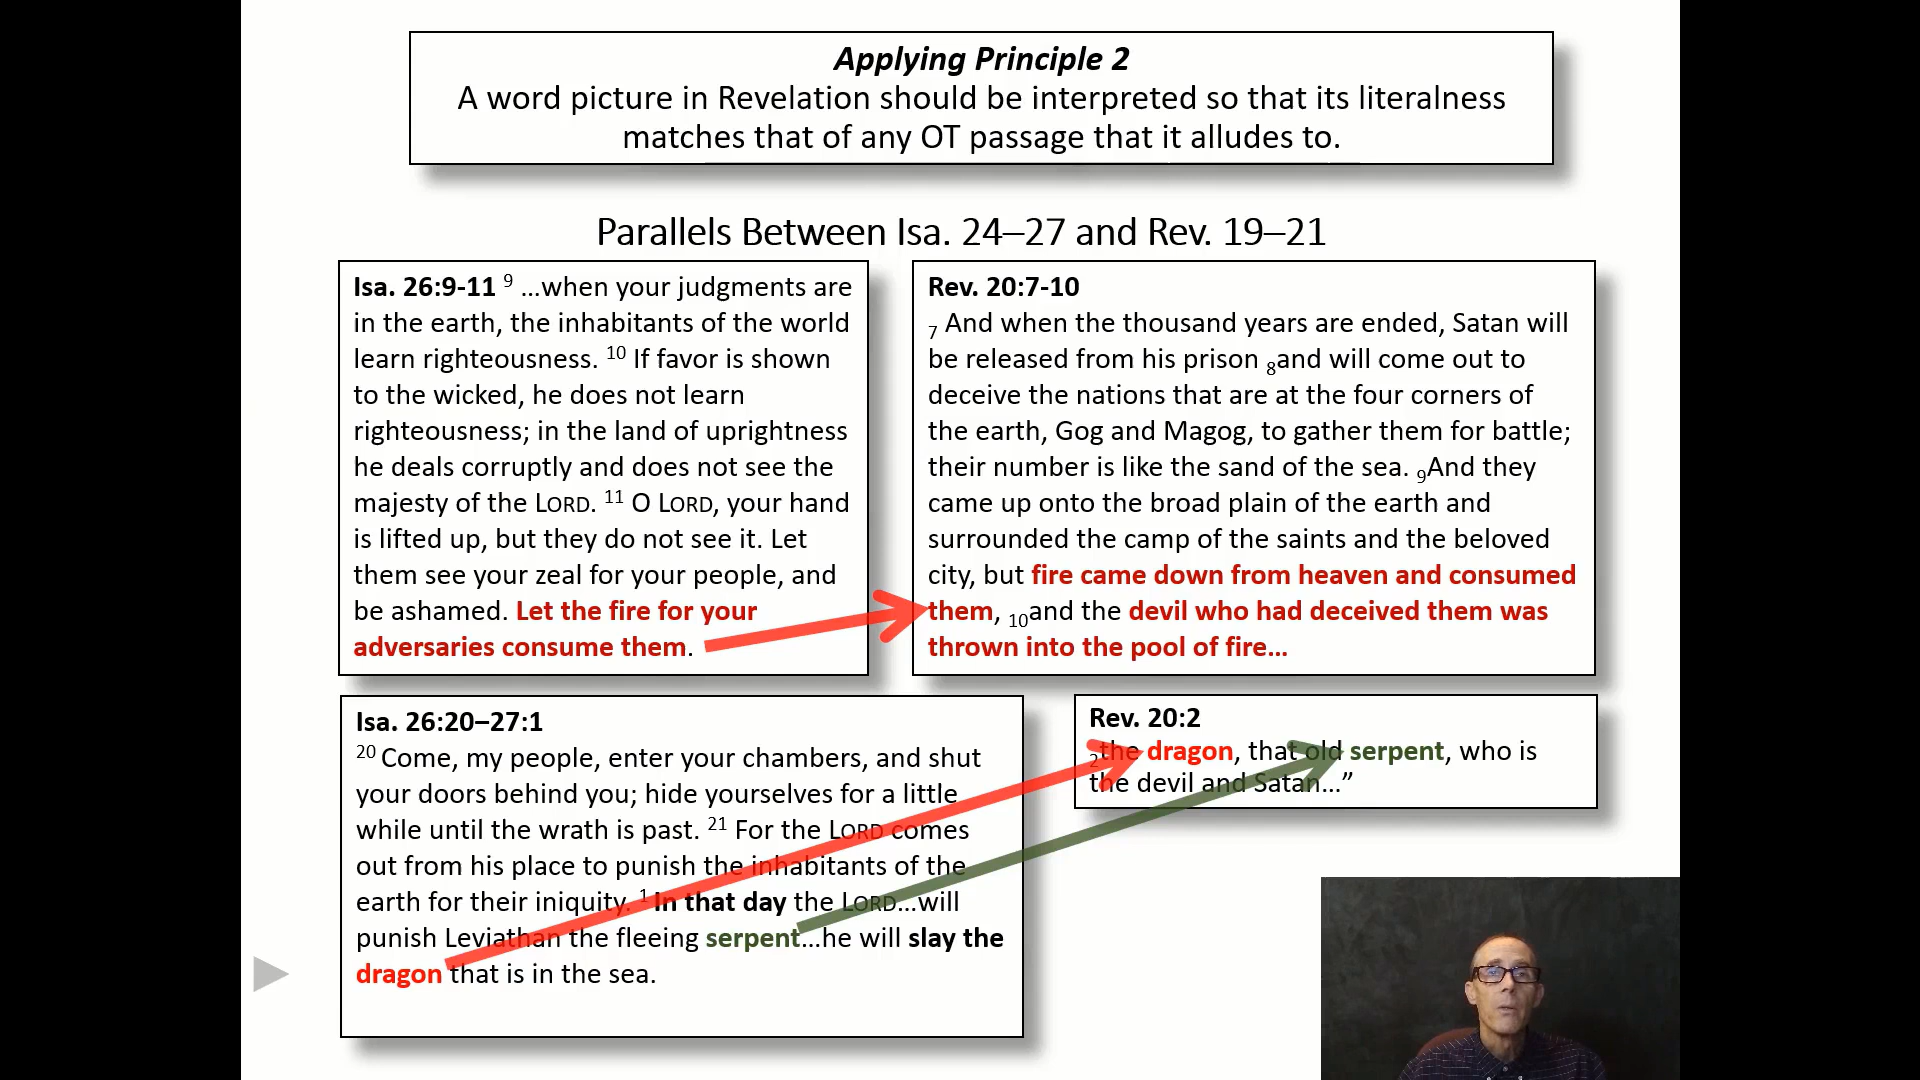 Applying Principle 2
A word picture in Revelation should be interpreted so that its literalness
matches that of any OT passage that it alludes to.
Parallels Between Isa. 24–27 and Rev. 19–21
Isa. 26:9-11 9 …when your judgments are
in the earth, the inhabitants of the world
learn righteousness. 10 If favor is shown
to the wicked, he does not learn
righteousness; in the land of uprightness
he deals corruptly and does not see the
majesty of the LORD. 11 O LORD, your hand
is lifted up, but they do not see it. Let
them see your zeal for your people, and
be ashamed. Let the fire for your
adversaries consume them.
Rev. 20:7-10
7 And when the thousand years are ended, Satan will
be released from his prison 8and will come out to
deceive the nations that are at the four corners of
the earth, Gog and Magog, to gather them for battle;
their number is like the sand of the sea. 9And they
came up onto the broad plain of the earth and
surrounded the camp of the saints and the beloved
city, but fire came down from heaven and consumed
them, 10and the devil who had deceived them was
thrown into the pool of fire…
Isa. 26:20–27:1
20 Come, my people, enter your chambers, and shut
your doors behind you; hide yourselves for a little
while until the wrath is past. 21 For the LORD comes
out from his place to punish the inhabitants of the
earth for their iniquity. 1 In that day the LORD…will
punish Leviathan the fleeing serpent…he will slay the
dragon that is in the sea.
Rev. 20:2
2the dragon, that old serpent, who is
the devil and Satan…”